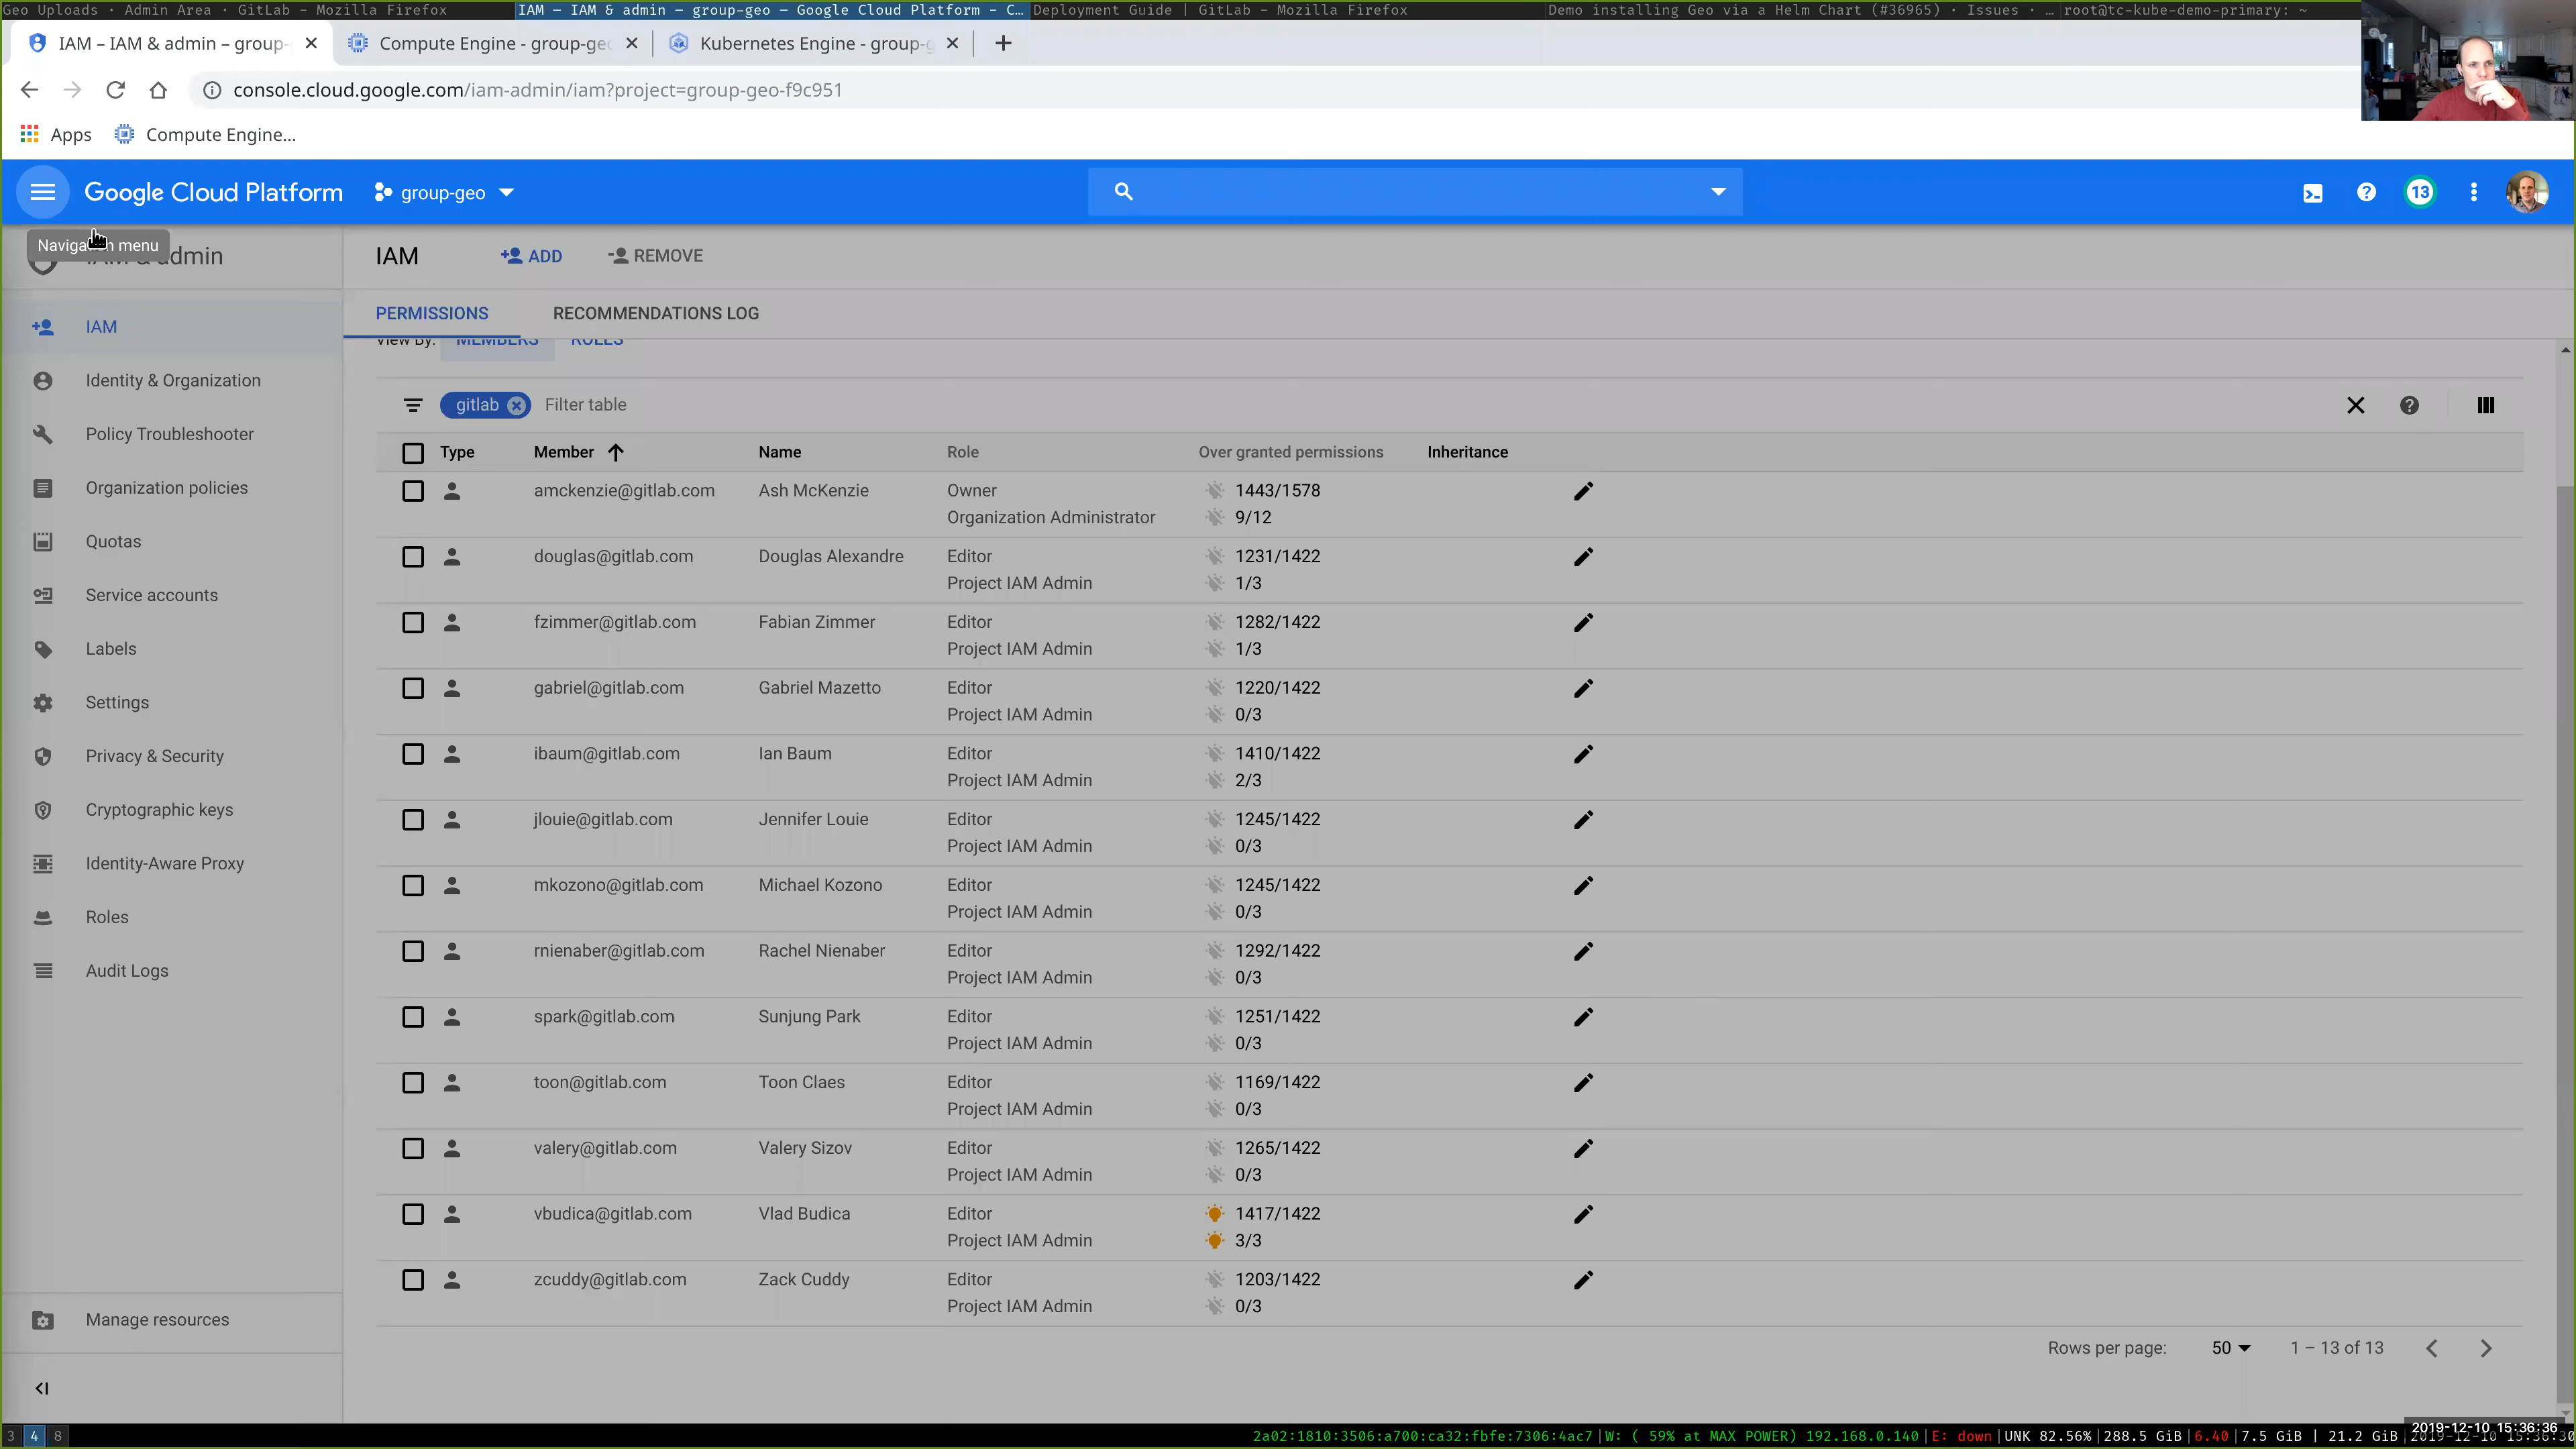 Geo Uploads · Admin Area · GitLab - Mozilla Firefox
IAM – IAM & admin – group-geo – Google Cloud Platform - C…
Deployment Guide | GitLab - Mozilla Firefox
Demo installing Geo via a Helm Chart (#36965) · Issues · …
root@tc-kube-demo-primary: ~
IAM – IAM & admin – group-
Compute Engine - group-geo
Kubernetes Engine - group-g
console.cloud.google.com/iam-admin/iam?project=group-geo-f9c951
Apps
Compute Engine...
Google Cloud Platform
group-geo
13
Navigation menu
IAM & admin
IAM
ADD
REMOVE
PERMISSIONS
RECOMMENDATIONS LOG
View By:
MEMBERS
ROLES
IAM
Identity & Organization
Policy Troubleshooter
Organization policies
Quotas
Service accounts
Labels
Settings
Privacy & Security
Cryptographic keys
Identity-Aware Proxy
Roles
Audit Logs
Manage resources
gitlab
Filter table
Type Member Name Role Over granted permissions Inheritance
amckenzie@gitlab.com Ash McKenzie Owner 1443/1578
Organization Administrator 9/12
douglas@gitlab.com Douglas Alexandre Editor 1231/1422
Project IAM Admin 1/3
fzimmer@gitlab.com Fabian Zimmer Editor 1282/1422
Project IAM Admin 1/3
gabriel@gitlab.com Gabriel Mazetto Editor 1220/1422
Project IAM Admin 0/3
ibaum@gitlab.com Ian Baum Editor 1410/1422
Project IAM Admin 2/3
jlouie@gitlab.com Jennifer Louie Editor 1245/1422
Project IAM Admin 0/3
mkozono@gitlab.com Michael Kozono Editor 1245/1422
Project IAM Admin 0/3
rnienaber@gitlab.com Rachel Nienaber Editor 1292/1422
Project IAM Admin 0/3
spark@gitlab.com Sunjung Park Editor 1251/1422
Project IAM Admin 0/3
toon@gitlab.com Toon Claes Editor 1169/1422
Project IAM Admin 0/3
valery@gitlab.com Valery Sizov Editor 1265/1422
Project IAM Admin 0/3
vbudica@gitlab.com Vlad Budica Editor 1417/1422
Project IAM Admin 3/3
zcuddy@gitlab.com Zack Cuddy Editor 1203/1422
Project IAM Admin 0/3
Rows per page: 50 1 – 13 of 13
2019-12-10 15:36:36
3 4 8
2a02:1810:3506:a700:ca32:fbfe:7306:4ac7|W: ( 59% at MAX POWER) 192.168.0.140|E: down|UNK 82.56%|288.5 GiB|6.40|7.5 GiB | 21.2 GiB